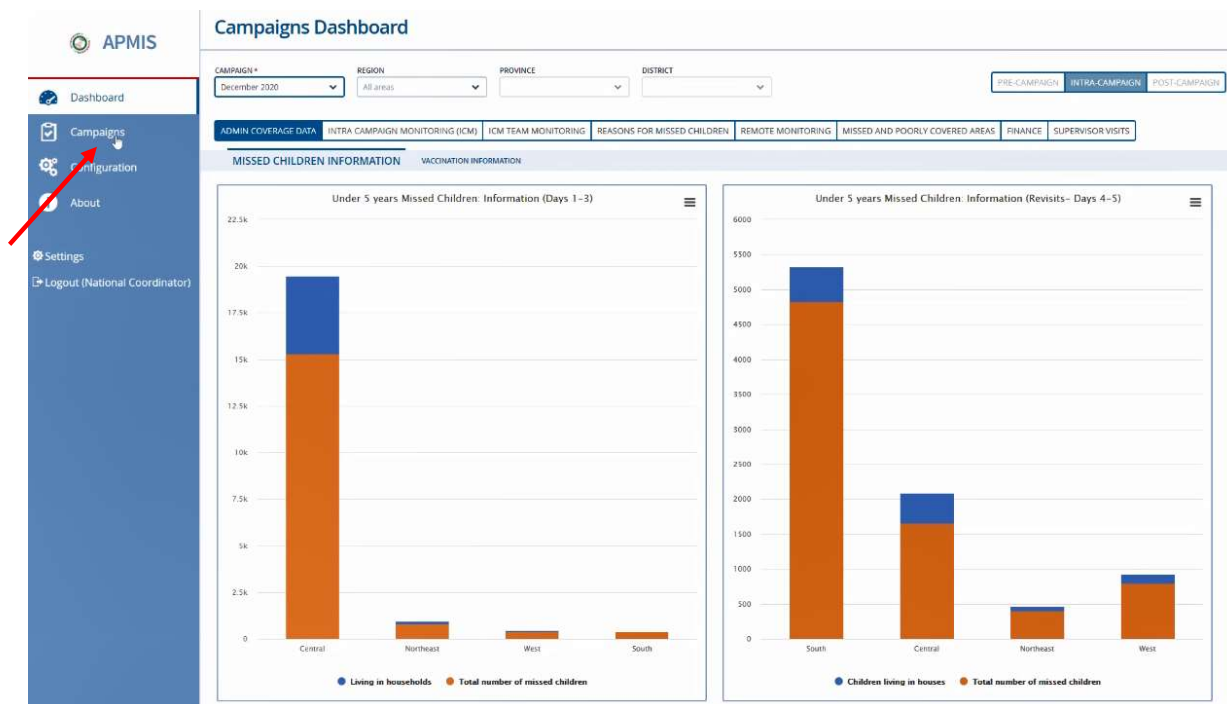 APMIS
Dashboard
Campaigns
Configuration
About
Settings
Logout (National Coordinator)
Campaigns Dashboard
CAMPAIGN * REGION PROVINCE DISTRICT
December 2020 All areas
PRE-CAMPAIGN INTRA-CAMPAIGN POST-CAMPAIGN
ADMIN COVERAGE DATA INTRA CAMPAIGN MONITORING (ICM) ICM TEAM MONITORING REASONS FOR MISSED CHILDREN REMOTE MONITORING MISSED AND POORLY COVERED AREAS FINANCE SUPERVISOR VISITS
MISSED CHILDREN INFORMATION VACCINATION INFORMATION
Under 5 years Missed Children: Information (Days 1-3)
22.5k
20k
17.5k
15k
12.5k
10k
7.5k
5k
2.5k
0
Central Northeast West South
Living in households Total number of missed children
Under 5 years Missed Children: Information (Revisits- Days 4-5)
6000
5500
5000
4500
4000
3500
3000
2500
2000
1500
1000
500
0
South Central Northeast West
Children living in houses Total number of missed children